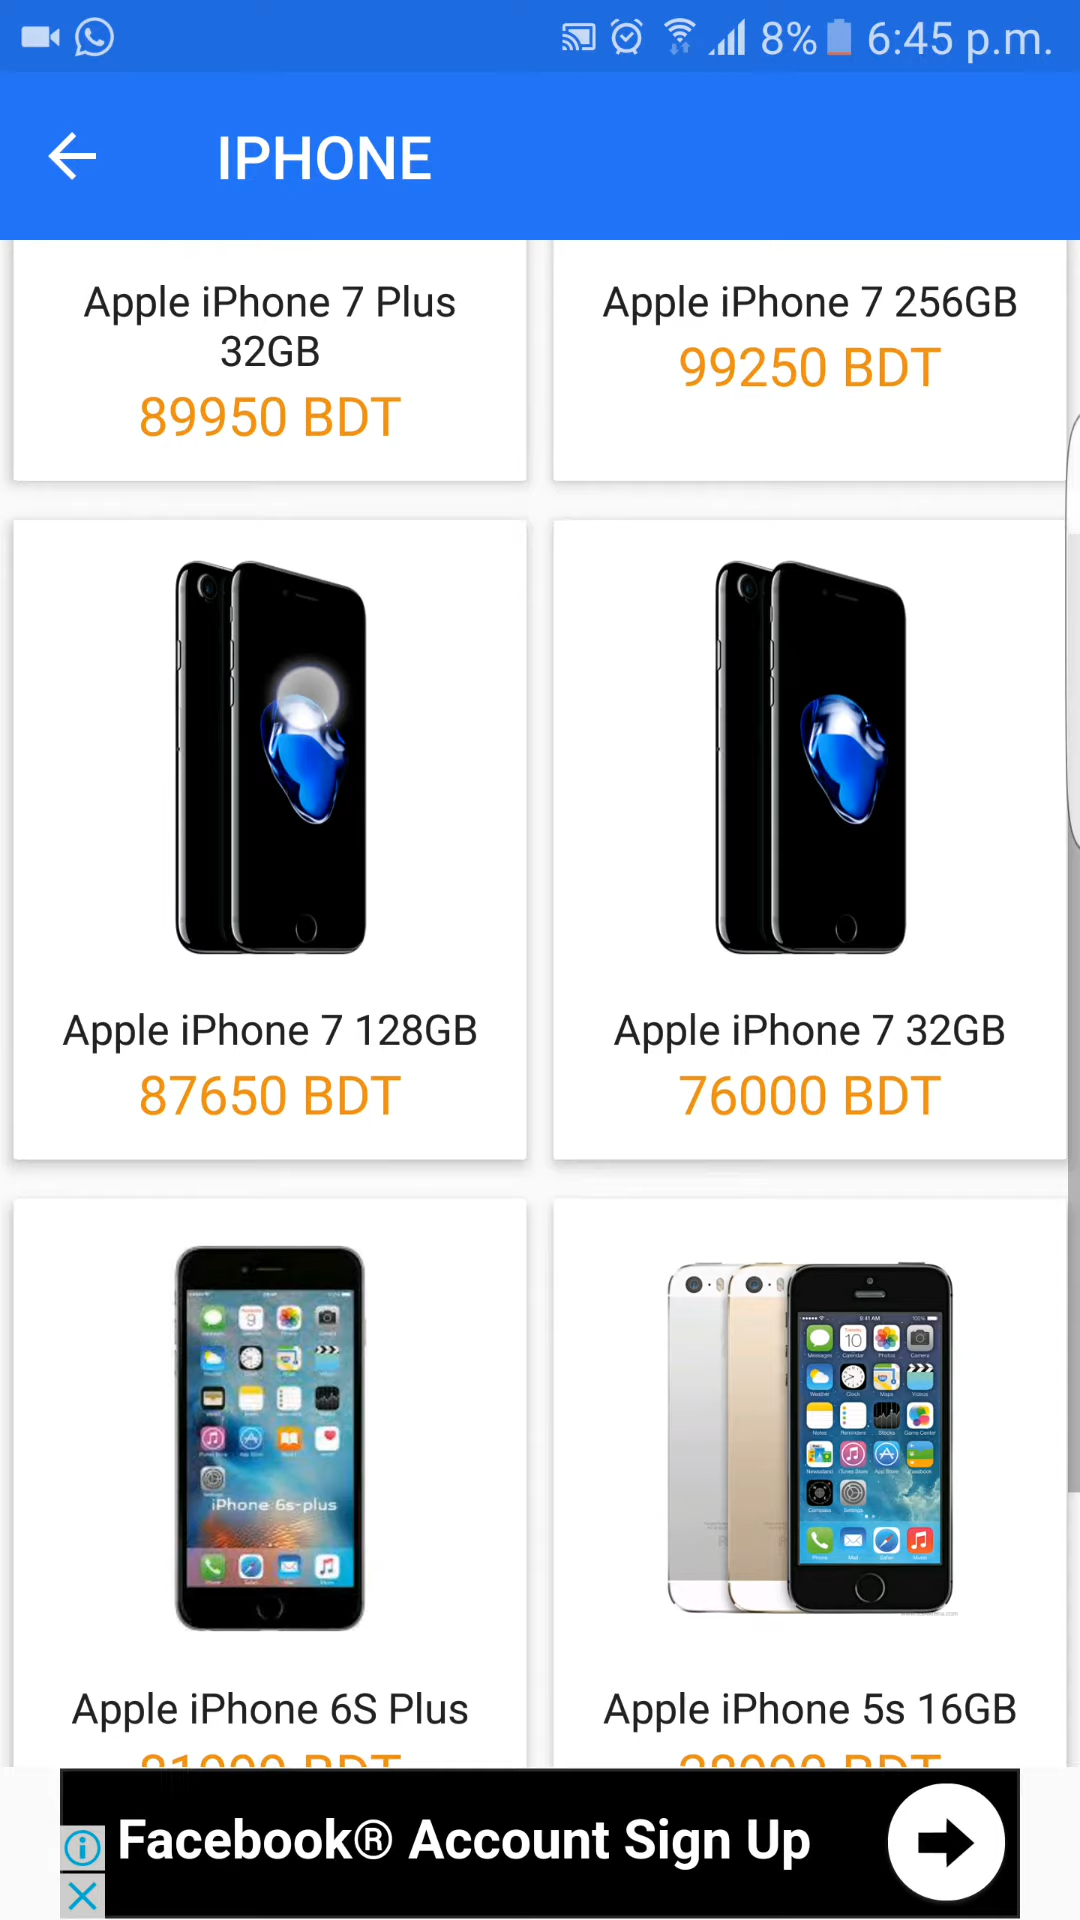 8% 6:45 p.m.
IPHONE
Apple iPhone 7 Plus
32GB
89950 BDT
Apple iPhone 7 256GB
99250 BDT
Apple iPhone 7 128GB
87650 BDT
Apple iPhone 7 32GB
76000 BDT
iPhone 6s-plus
Apple iPhone 6S Plus
Apple iPhone 5s 16GB
BDT
BDT
Facebook® Account Sign Up